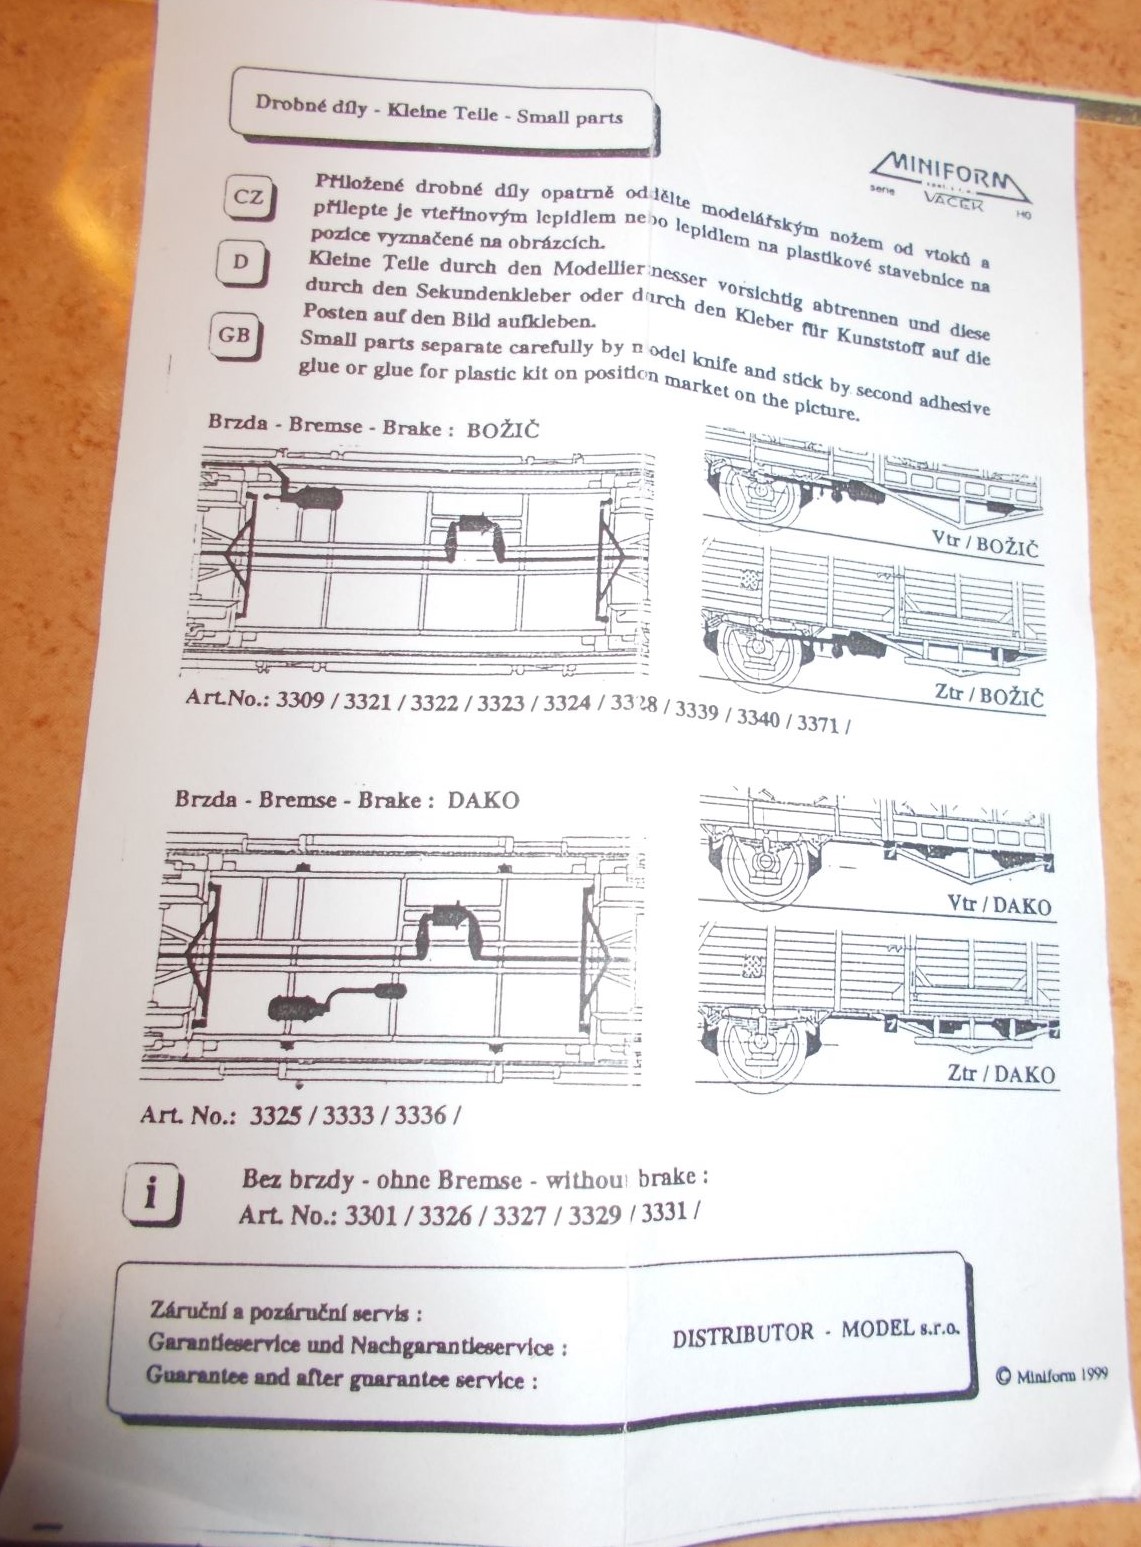 Drobné díly - Kleine Teile - Small parts
MINIFORM
spol. s r.o.
serie VACEK H0
CZ
Přiložené drobné díly opatrně oddělte modelářským nožem od vtoků a
přilepte je vteřinovým lepidlem nebo lepidlem na plastikové stavebnice na
pozice vyznačené na obrázcích.
D
Kleine Teile durch den Modelliermesser vorsichtig abtrennen und diese
durch den Sekundenkleber oder durch den Kleber für Kunststoff auf die
Posten auf den Bild aufkleben.
GB
Small parts separate carefully by model knife and stick by second adhesive
glue or glue for plastic kit on position market on the picture.
Brzda - Bremse - Brake : BOŽIČ
Vtr / BOŽIČ
Ztr / BOŽIČ
Art.No.: 3309 / 3321 / 3322 / 3323 / 3324 / 3328 / 3339 / 3340 / 3371 /
Brzda - Bremse - Brake : DAKO
Vtr / DAKO
Ztr / DAKO
Art. No.: 3325 / 3333 / 3336 /
i
Bez brzdy - ohne Bremse - without brake :
Art. No.: 3301 / 3326 / 3327 / 3329 / 3331 /
Záruční a pozáruční servis :
Garantieservice und Nachgarantieservice :
Guarantee and after guarantee service :
DISTRIBUTOR - MODEL s.r.o.
© Miniform 1999